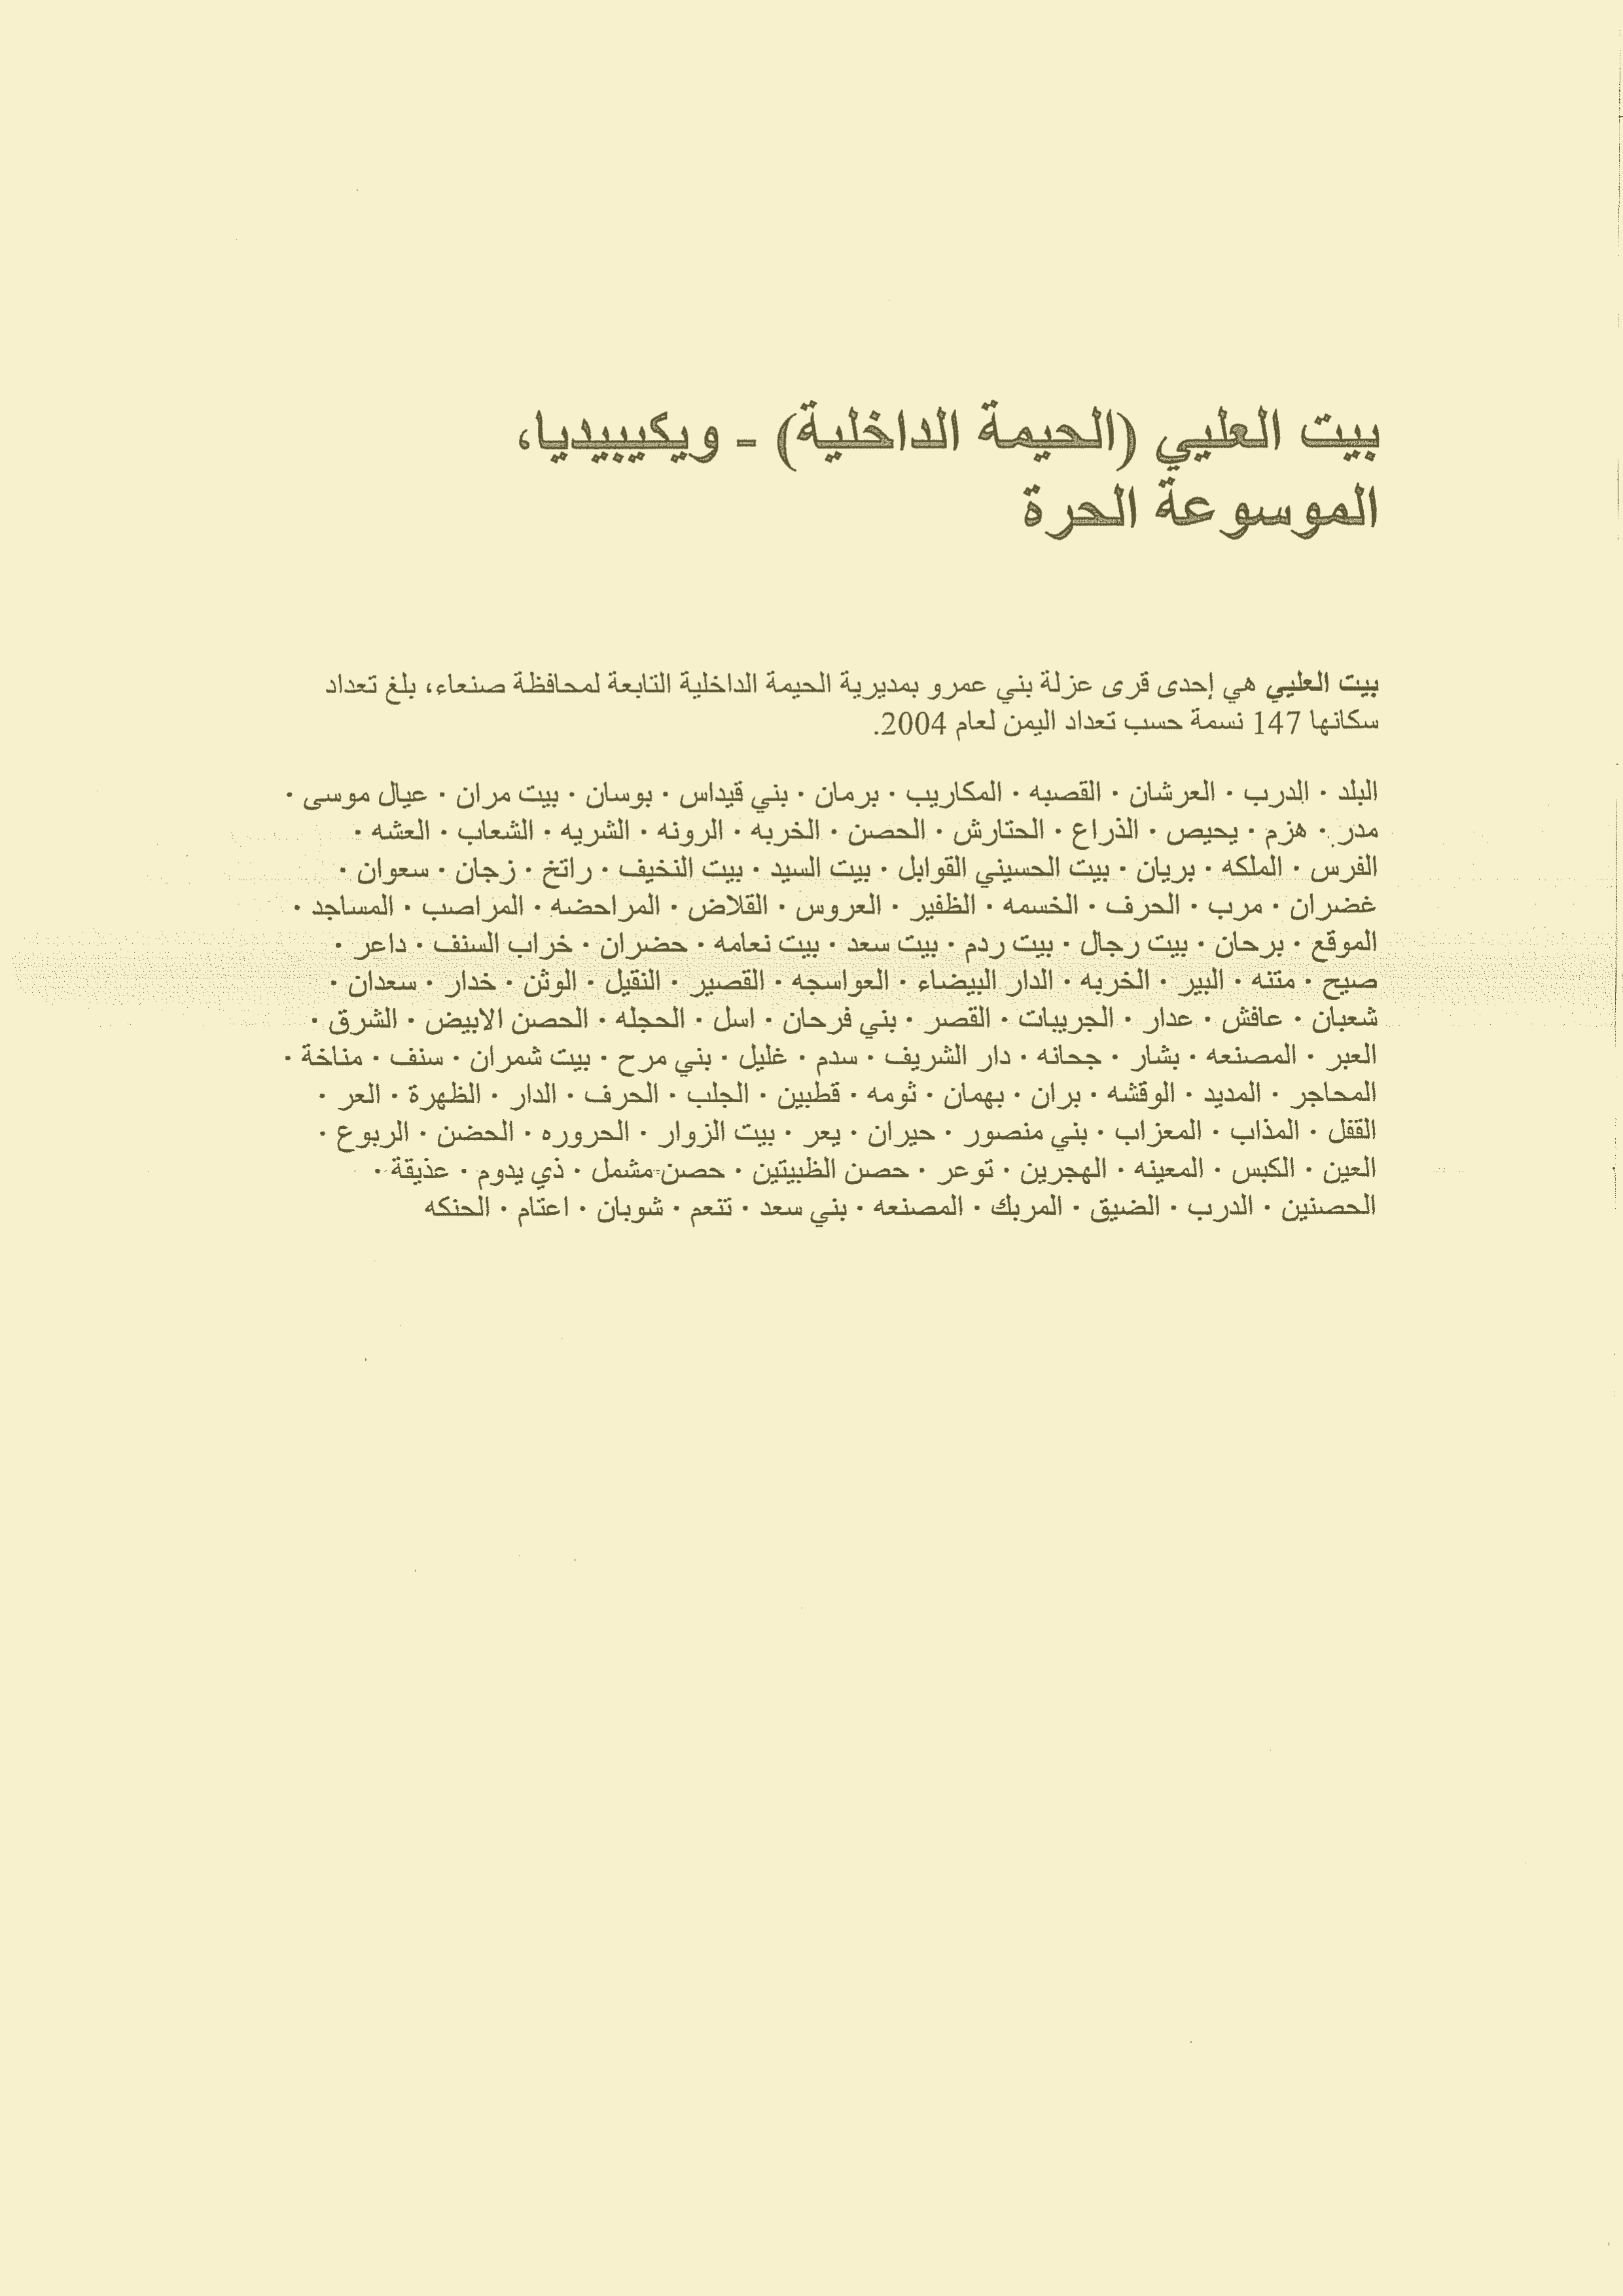 بيت العليي (الحيمة الداخلية) - ويكيبيديا،
الموسوعة الحرة
بيت العليي هي إحدى قرى عزلة بني عمرو بمديرية الحيمة الداخلية التابعة لمحافظة صنعاء، بلغ تعداد
سكانها 147 نسمة حسب تعداد اليمن لعام 2004.
البلد · الدرب · العرشان · القصبه · المكاريب · برمان · بني قيداس · بوسان · بيت مران · عيال موسى ·
مدر · هزم · يحيص · الذراع · الحتارش · الحصن · الخربه · الرونه · الشريه · الشعاب · العشه ·
الفرس · الملكه · بريان · بيت الحسيني القوابل · بيت السيد · بيت النخيف · راتخ · زجان · سعوان ·
غضران · مرب · الحرف · الخسمه · الظفير · العروس · القلاض · المراحضه · المراصب · المساجد ·
الموقع · برحان · بيت رجال · بيت ردم · بيت سعد · بيت نعامه · حضران · خراب السنف · داعر ·
صيح · متنه · البير · الخربه · الدار البيضاء · العواسجه · القصير · النقيل · الوثن · خدار · سعدان ·
شعبان · عافش · عدار · الجريبات · القصر · بني فرحان · اسل · الحجله · الحصن الابيض · الشرق ·
العبر · المصنعه · بشار · جحانه · دار الشريف · سدم · غليل · بني مرح · بيت شمران · سنف · مناخة ·
المحاجر · المديد · الوقشه · بران · بهمان · ثومه · قطبين · الجلب · الحرف · الدار · الظهرة · العر ·
القفل · المذاب · المعزاب · بني منصور · حيران · يعر · بيت الزوار · الحروره · الحضن · الربوع ·
العين · الكبس · المعينه · الهجرين · توعر · حصن الظبيتين · حصن مشمل · ذي يدوم · عذيقة ·
الحصنين · الدرب · الضيق · المربك · المصنعه · بني سعد · تنعم · شوبان · اعتام · الحنكه